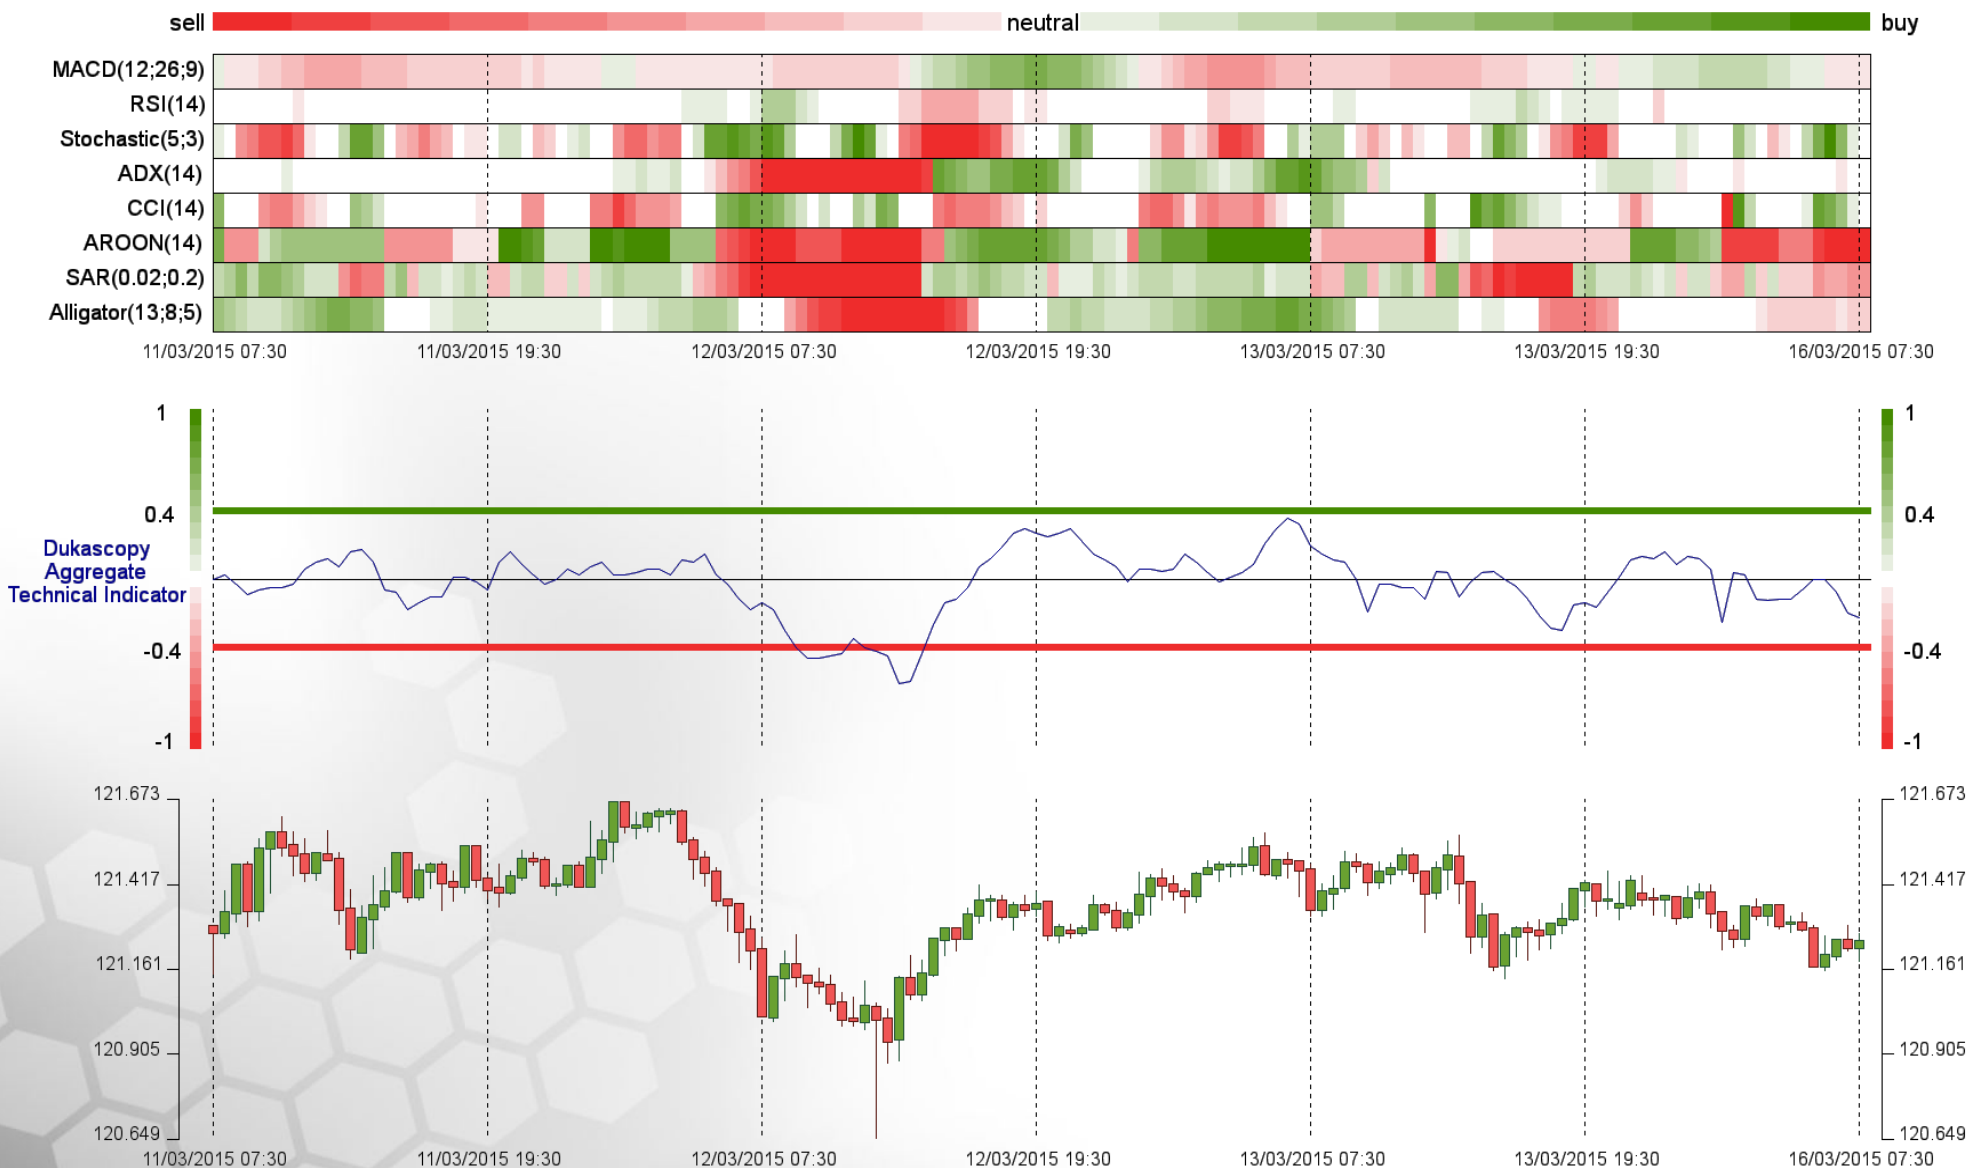 sell neutral buy
MACD(12;26;9)
RSI(14)
Stochastic(5;3)
ADX(14)
CCI(14)
AROON(14)
SAR(0.02;0.2)
Alligator(13;8;5)
11/03/2015 07:30 11/03/2015 19:30 12/03/2015 07:30 12/03/2015 19:30 13/03/2015 07:30 13/03/2015 19:30 16/03/2015 07:30
1 1
0.4 0.4
Dukascopy
Aggregate
Technical Indicator
-0.4 -0.4
-1 -1
121.673 121.673
121.417 121.417
121.161 121.161
120.905 120.905
120.649 120.649
11/03/2015 07:30 11/03/2015 19:30 12/03/2015 07:30 12/03/2015 19:30 13/03/2015 07:30 13/03/2015 19:30 16/03/2015 07:30